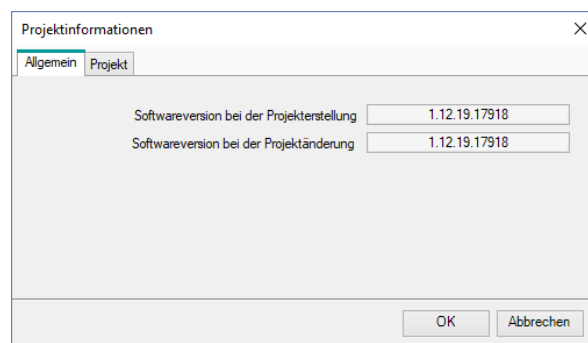 Projektinformationen
Allgemein Projekt
Softwareversion bei der Projekterstellung 1.12.19.17918
Softwareversion bei der Projektänderung 1.12.19.17918
OK Abbrechen